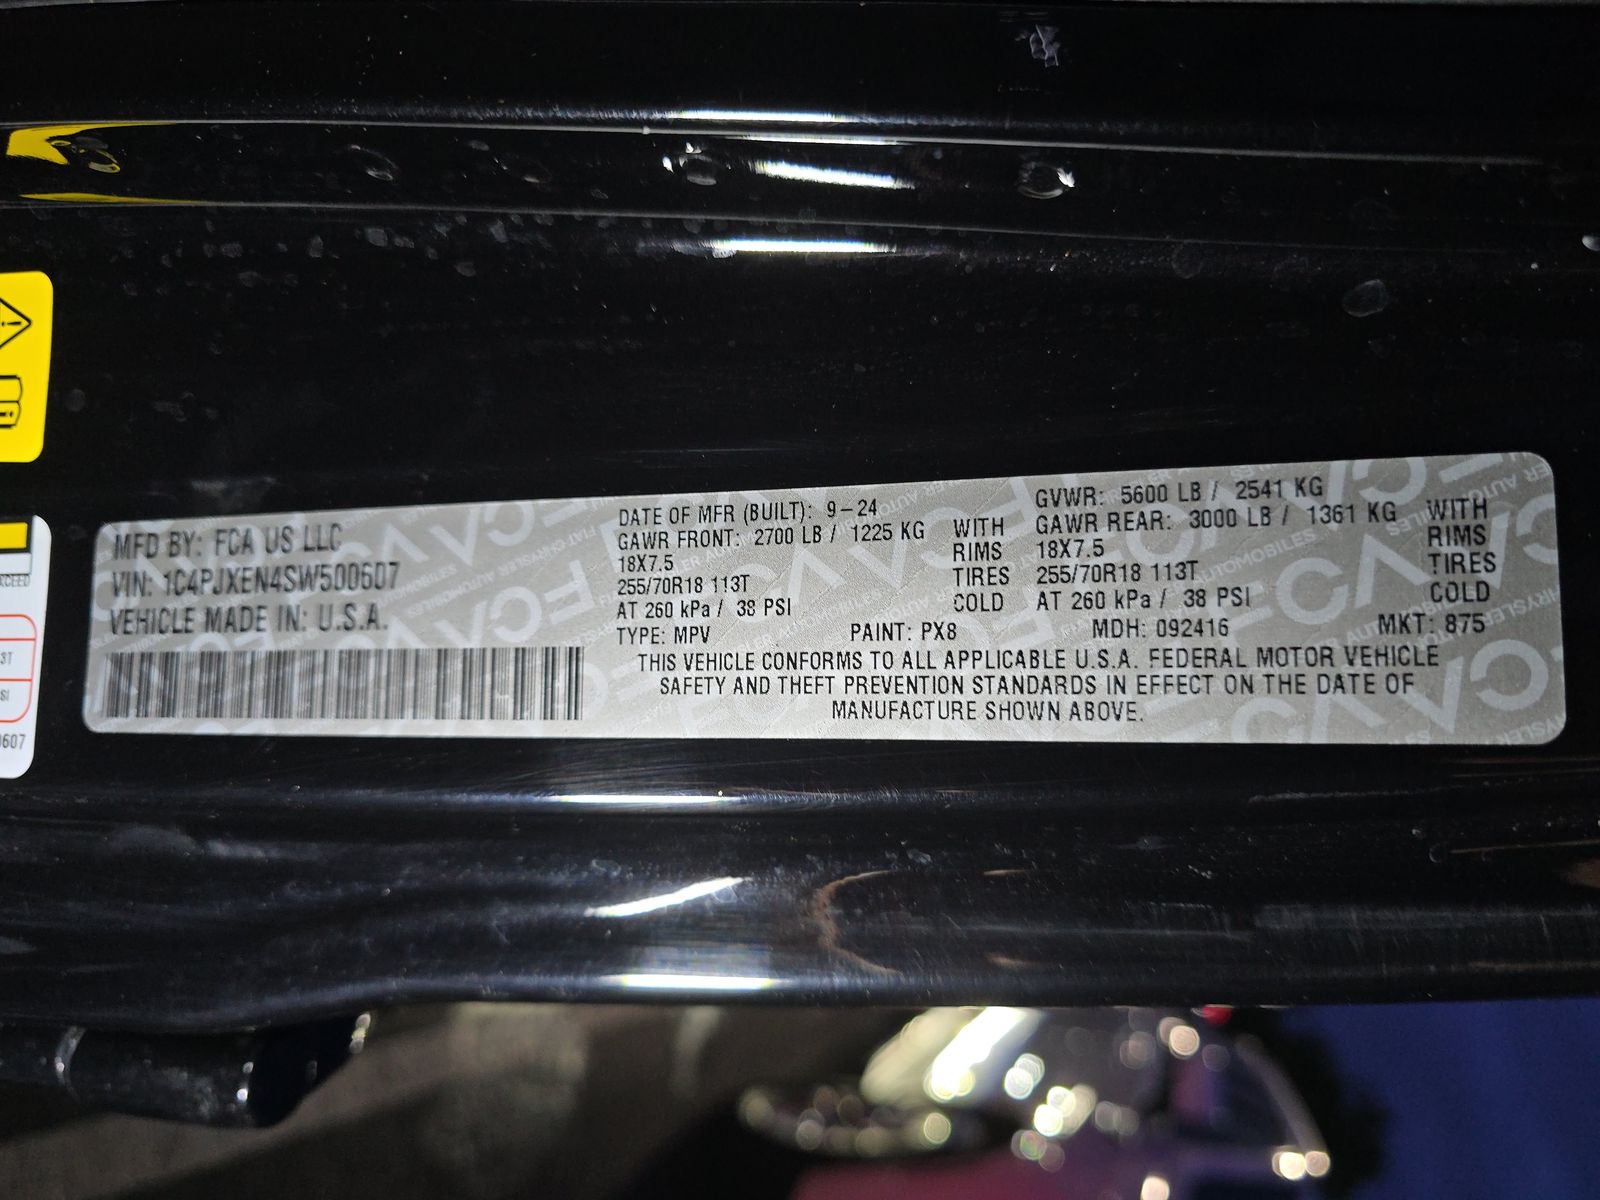 MFD BY: FCA US LLC
VIN: 1C4PJXEN4SW500607
VEHICLE MADE IN: U.S.A.
DATE OF MFR (BUILT): 9-24
GAWR FRONT: 2700 LB / 1225 KG
18X7.5
255/70R18 113T
AT 260 kPa / 38 PSI
WITH
RIMS
TIRES
COLD
GVWR: 5600 LB / 2541 KG
GAWR REAR: 3000 LB / 1361 KG
18X7.5
255/70R18 113T
AT 260 kPa / 38 PSI
WITH
RIMS
TIRES
COLD
TYPE: MPV PAINT: PX8 MDH: 092416 MKT: 875
THIS VEHICLE CONFORMS TO ALL APPLICABLE U.S.A. FEDERAL MOTOR VEHICLE
SAFETY AND THEFT PREVENTION STANDARDS IN EFFECT ON THE DATE OF
MANUFACTURE SHOWN ABOVE.